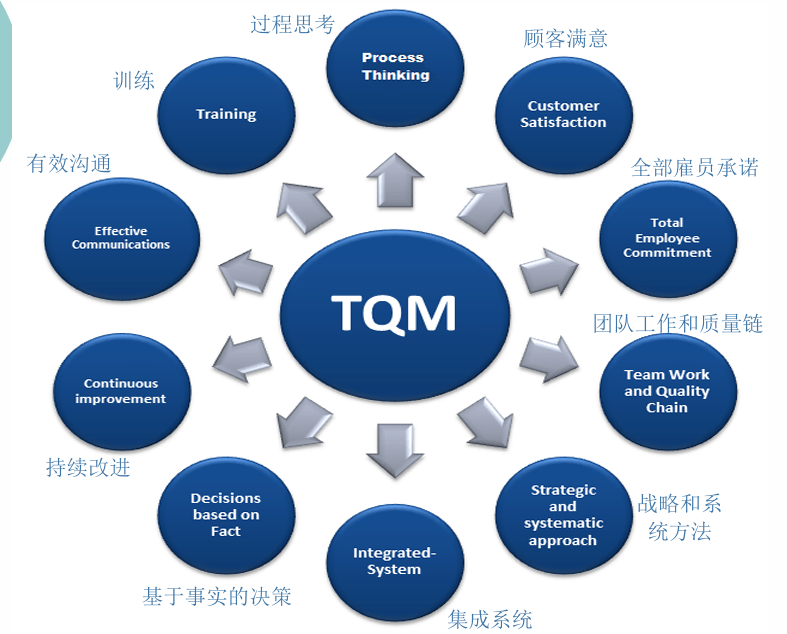 过程思考
Process
Thinking
顾客满意
Customer
Satisfaction
全部雇员承诺
Total
Employee
Commitment
团队工作和质量链
Team Work
and Quality
Chain
战略和系
统方法
Strategic
and
systematic
approach
集成系统
Integrated-
System
基于事实的决策
Decisions
based on
Fact
持续改进
Continuous
improvement
有效沟通
Effective
Communications
训练
Training
TQM